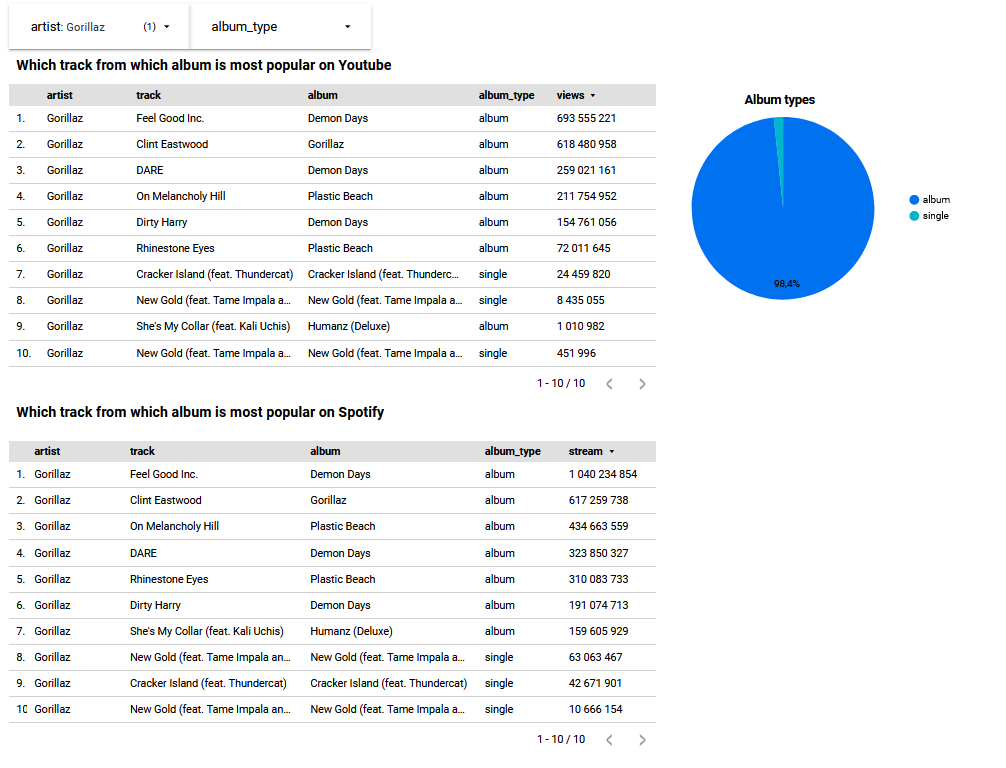 artist: Gorillaz (1) album_type
Which track from which album is most popular on Youtube
artist track album album_type views
1. Gorillaz Feel Good Inc. Demon Days album 693 555 221
2. Gorillaz Clint Eastwood Gorillaz album 618 480 958
3. Gorillaz DARE Demon Days album 259 021 161
4. Gorillaz On Melancholy Hill Plastic Beach album 211 754 952
5. Gorillaz Dirty Harry Demon Days album 154 761 056
6. Gorillaz Rhinestone Eyes Plastic Beach album 72 011 645
7. Gorillaz Cracker Island (feat. Thundercat) Cracker Island (feat. Thunderc... single 24 459 820
8. Gorillaz New Gold (feat. Tame Impala a... New Gold (feat. Tame Impala a... single 8 435 055
9. Gorillaz She's My Collar (feat. Kali Uchis) Humanz (Deluxe) album 1 010 982
10. Gorillaz New Gold (feat. Tame Impala a... New Gold (feat. Tame Impala a... single 451 996
1 - 10 / 10
Album types
album
single
98,4%
Which track from which album is most popular on Spotify
artist track album album_type stream
1. Gorillaz Feel Good Inc. Demon Days album 1 040 234 854
2. Gorillaz Clint Eastwood Gorillaz album 617 259 738
3. Gorillaz On Melancholy Hill Plastic Beach album 434 663 559
4. Gorillaz DARE Demon Days album 323 850 327
5. Gorillaz Rhinestone Eyes Plastic Beach album 310 083 733
6. Gorillaz Dirty Harry Demon Days album 191 074 713
7. Gorillaz She's My Collar (feat. Kali Uchis) Humanz (Deluxe) album 159 605 929
8. Gorillaz New Gold (feat. Tame Impala an... New Gold (feat. Tame Impala a... single 63 063 467
9. Gorillaz Cracker Island (feat. Thundercat) Cracker Island (feat. Thundercat) single 42 671 901
10 Gorillaz New Gold (feat. Tame Impala an... New Gold (feat. Tame Impala a... single 10 666 154
1 - 10 / 10